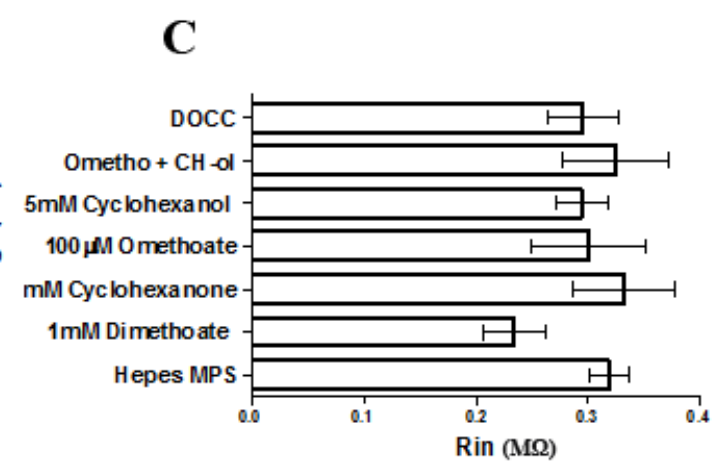 C
DOCC
Ometho + CH-ol
5mM Cyclohexanol
100 µM Omethoate
mM Cyclohexanone
1mM Dimethoate
Hepes MPS
0.0 0.1 0.2 0.3 0.4
Rin (MΩ)